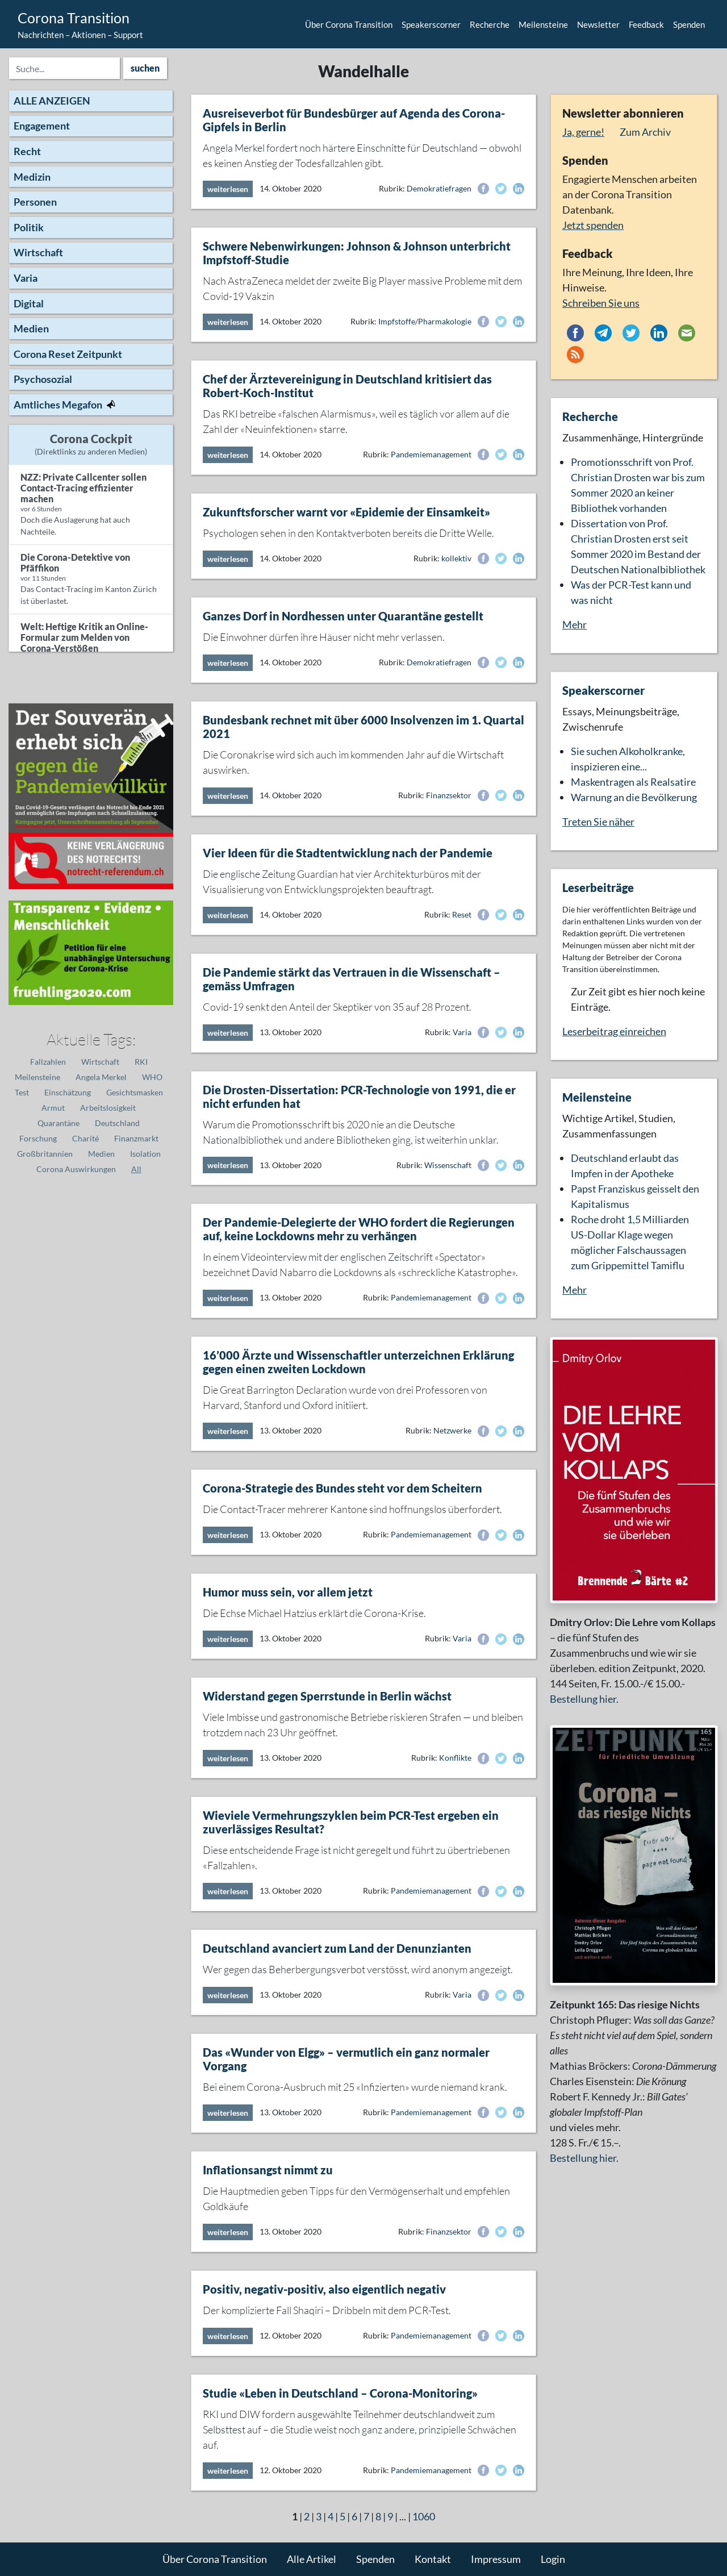 Corona Transition
Nachrichten – Aktionen – Support
Über Corona Transition Speakerscorner Recherche Meilensteine Newsletter Feedback Spenden
Suche...
suchen
ALLE ANZEIGEN
Engagement
Recht
Medizin
Personen
Politik
Wirtschaft
Varia
Digital
Medien
Corona Reset Zeitpunkt
Psychosozial
Amtliches Megafon
Corona Cockpit
(Direktlinks zu anderen Medien)
NZZ: Private Callcenter sollen
Contact-Tracing effizienter
machen
vor 6 Stunden
Doch die Auslagerung hat auch
Nachteile.
Die Corona-Detektive von
Pfäffikon
vor 11 Stunden
Das Contact-Tracing im Kanton Zürich
ist überlastet.
Welt: Heftige Kritik an Online-
Formular zum Melden von
Corona-Verstößen
Der Souverän
erhebt sich
gegen die
Pandemiewillkür
Das Covid-19-Gesetz verlängert das Notrecht bis Ende 2021
und ermöglicht Gen-Impfungen nach Schnellzulassung.
KEINE VERLÄNGERUNG
DES NOTRECHTS!
notrecht-referendum.ch
Transparenz • Evidenz •
Menschlichkeit
Petition für eine
unabhängige Untersuchung
der Corona-Krise
fruehling2020.com
Aktuelle Tags:
Fallzahlen Wirtschaft RKI
Meilensteine Angela Merkel WHO
Test Einschätzung Gesichtsmasken
Armut Arbeitslosigkeit
Quarantäne Deutschland
Forschung Charité Finanzmarkt
Großbritannien Medien Isolation
Corona Auswirkungen All
Wandelhalle
Ausreiseverbot für Bundesbürger auf Agenda des Corona-
Gipfels in Berlin
Angela Merkel fordert noch härtere Einschnitte für Deutschland — obwohl
es keinen Anstieg der Todesfallzahlen gibt.
weiterlesen 14. Oktober 2020 Rubrik: Demokratiefragen
Schwere Nebenwirkungen: Johnson & Johnson unterbricht
Impfstoff-Studie
Nach AstraZeneca meldet der zweite Big Player massive Probleme mit dem
Covid-19 Vakzin
weiterlesen 14. Oktober 2020 Rubrik: Impfstoffe/Pharmakologie
Chef der Ärztevereinigung in Deutschland kritisiert das
Robert-Koch-Institut
Das RKI betreibe «falschen Alarmismus», weil es täglich vor allem auf die
Zahl der «Neuinfektionen» starre.
weiterlesen 14. Oktober 2020 Rubrik: Pandemiemanagement
Zukunftsforscher warnt vor «Epidemie der Einsamkeit»
Psychologen sehen in den Kontaktverboten bereits die Dritte Welle.
weiterlesen 14. Oktober 2020 Rubrik: kollektiv
Ganzes Dorf in Nordhessen unter Quarantäne gestellt
Die Einwohner dürfen ihre Häuser nicht mehr verlassen.
weiterlesen 14. Oktober 2020 Rubrik: Demokratiefragen
Bundesbank rechnet mit über 6000 Insolvenzen im 1. Quartal
2021
Die Coronakrise wird sich auch im kommenden Jahr auf die Wirtschaft
auswirken.
weiterlesen 14. Oktober 2020 Rubrik: Finanzsektor
Vier Ideen für die Stadtentwicklung nach der Pandemie
Die englische Zeitung Guardian hat vier Architekturbüros mit der
Visualisierung von Entwicklungsprojekten beauftragt.
weiterlesen 14. Oktober 2020 Rubrik: Reset
Die Pandemie stärkt das Vertrauen in die Wissenschaft –
gemäss Umfragen
Covid-19 senkt den Anteil der Skeptiker von 35 auf 28 Prozent.
weiterlesen 13. Oktober 2020 Rubrik: Varia
Die Drosten-Dissertation: PCR-Technologie von 1991, die er
nicht erfunden hat
Warum die Promotionsschrift bis 2020 nie an die Deutsche
Nationalbibliothek und andere Bibliotheken ging, ist weiterhin unklar.
weiterlesen 13. Oktober 2020 Rubrik: Wissenschaft
Der Pandemie-Delegierte der WHO fordert die Regierungen
auf, keine Lockdowns mehr zu verhängen
In einem Videointerview mit der englischen Zeitschrift «Spectator»
bezeichnet David Nabarro die Lockdowns als «schreckliche Katastrophe».
weiterlesen 13. Oktober 2020 Rubrik: Pandemiemanagement
16'000 Ärzte und Wissenschaftler unterzeichnen Erklärung
gegen einen zweiten Lockdown
Die Great Barrington Declaration wurde von drei Professoren von
Harvard, Stanford und Oxford initiiert.
weiterlesen 13. Oktober 2020 Rubrik: Netzwerke
Corona-Strategie des Bundes steht vor dem Scheitern
Die Contact-Tracer mehrerer Kantone sind hoffnungslos überfordert.
weiterlesen 13. Oktober 2020 Rubrik: Pandemiemanagement
Humor muss sein, vor allem jetzt
Die Echse Michael Hatzius erklärt die Corona-Krise.
weiterlesen 13. Oktober 2020 Rubrik: Varia
Widerstand gegen Sperrstunde in Berlin wächst
Viele Imbisse und gastronomische Betriebe riskieren Strafen — und bleiben
trotzdem nach 23 Uhr geöffnet.
weiterlesen 13. Oktober 2020 Rubrik: Konflikte
Wieviele Vermehrungszyklen beim PCR-Test ergeben ein
zuverlässiges Resultat?
Diese entscheidende Frage ist nicht geregelt und führt zu übertriebenen
«Fallzahlen».
weiterlesen 13. Oktober 2020 Rubrik: Pandemiemanagement
Deutschland avanciert zum Land der Denunzianten
Wer gegen das Beherbergungsverbot verstösst, wird anonym angezeigt.
weiterlesen 13. Oktober 2020 Rubrik: Varia
Das «Wunder von Elgg» – vermutlich ein ganz normaler
Vorgang
Bei einem Corona-Ausbruch mit 25 «Infizierten» wurde niemand krank.
weiterlesen 13. Oktober 2020 Rubrik: Pandemiemanagement
Inflationsangst nimmt zu
Die Hauptmedien geben Tipps für den Vermögenserhalt und empfehlen
Goldkäufe
weiterlesen 13. Oktober 2020 Rubrik: Finanzsektor
Positiv, negativ-positiv, also eigentlich negativ
Der komplizierte Fall Shaqiri – Dribbeln mit dem PCR-Test.
weiterlesen 12. Oktober 2020 Rubrik: Pandemiemanagement
Studie «Leben in Deutschland – Corona-Monitoring»
RKI und DIW fordern ausgewählte Teilnehmer deutschlandweit zum
Selbsttest auf – die Studie weist noch ganz andere, prinzipielle Schwächen
auf.
weiterlesen 12. Oktober 2020 Rubrik: Pandemiemanagement
1 | 2 | 3 | 4 | 5 | 6 | 7 | 8 | 9 | ... | 1060
Newsletter abonnieren
Ja, gerne! Zum Archiv
Spenden
Engagierte Menschen arbeiten
an der Corona Transition
Datenbank.
Jetzt spenden
Feedback
Ihre Meinung, Ihre Ideen, Ihre
Hinweise.
Schreiben Sie uns
Recherche
Zusammenhänge, Hintergründe
Promotionsschrift von Prof.
Christian Drosten war bis zum
Sommer 2020 an keiner
Bibliothek vorhanden
Dissertation von Prof.
Christian Drosten erst seit
Sommer 2020 im Bestand der
Deutschen Nationalbibliothek
Was der PCR-Test kann und
was nicht
Mehr
Speakerscorner
Essays, Meinungsbeiträge,
Zwischenrufe
Sie suchen Alkoholkranke,
inspizieren eine...
Maskentragen als Realsatire
Warnung an die Bevölkerung
Treten Sie näher
Leserbeiträge
Die hier veröffentlichten Beiträge und
darin enthaltenen Links wurden von der
Redaktion geprüft. Die vertretenen
Meinungen müssen aber nicht mit der
Haltung der Betreiber der Corona
Transition übereinstimmen.
Zur Zeit gibt es hier noch keine
Einträge.
Leserbeitrag einreichen
Meilensteine
Wichtige Artikel, Studien,
Zusammenfassungen
Deutschland erlaubt das
Impfen in der Apotheke
Papst Franziskus geisselt den
Kapitalismus
Roche droht 1,5 Milliarden
US-Dollar Klage wegen
möglicher Falschaussagen
zum Grippemittel Tamiflu
Mehr
Dmitry Orlov
DIE LEHRE
VOM
KOLLAPS
Die fünf Stufen des
Zusammenbruchs
und wie wir
sie überleben
Brennende Bärte #2
Dmitry Orlov: Die Lehre vom Kollaps
– die fünf Stufen des
Zusammenbruchs und wie wir sie
überleben. edition Zeitpunkt, 2020.
144 Seiten, Fr. 15.00.-/€ 15.00.-
Bestellung hier.
ZE!TPUNKT
165
für friedliche Umwälzung
Corona –
das riesige Nichts
Autoren dieser Ausgabe:
Christoph Pfluger
Mathias Bröckers
Dmitry Orlov
Leila Dregger
und weitere mehr
Was soll das Ganze?
Coronadämmerung
Die fünf Stufen des Zusammenbruchs
Corona im globalen Süden
Zeitpunkt 165: Das riesige Nichts
Christoph Pfluger: Was soll das Ganze?
Es steht nicht viel auf dem Spiel, sondern
alles
Mathias Bröckers: Corona-Dämmerung
Charles Eisenstein: Die Krönung
Robert F. Kennedy Jr.: Bill Gates'
globaler Impfstoff-Plan
und vieles mehr.
128 S. Fr./€ 15.–.
Bestellung hier.
Über Corona Transition Alle Artikel Spenden Kontakt Impressum Login